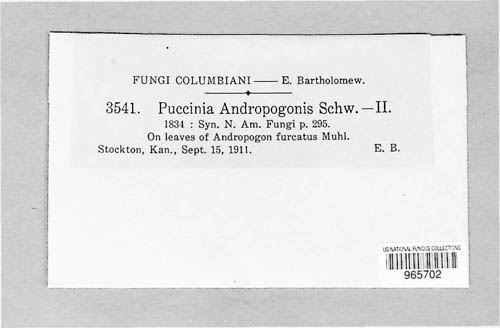 FUNGI COLUMBIANI — E. Bartholomew.
3541. Puccinia Andropogonis Schw. — II.
1834 : Syn. N. Am. Fungi p. 295.
On leaves of Andropogon furcatus Muhl.
Stockton, Kan., Sept. 15, 1911. E. B.
US NATIONAL FUNGUS COLLECTIONS
965702